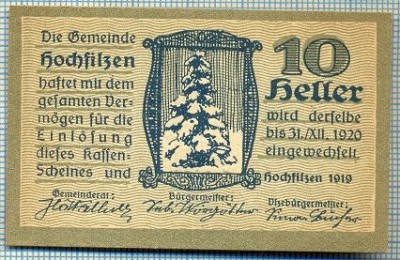 Die Gemeinde
Hochfilzen
haftet mit dem
gesamten Ver-
mögen für die
Einlösung
dieses Kassen-
Scheines und
10
Heller
wird derselbe
bis 31./XII. 1920
eingewechselt
Hochfilzen 1919
Gemeinderat:
Bürgermeister:
Vizebürgermeister: